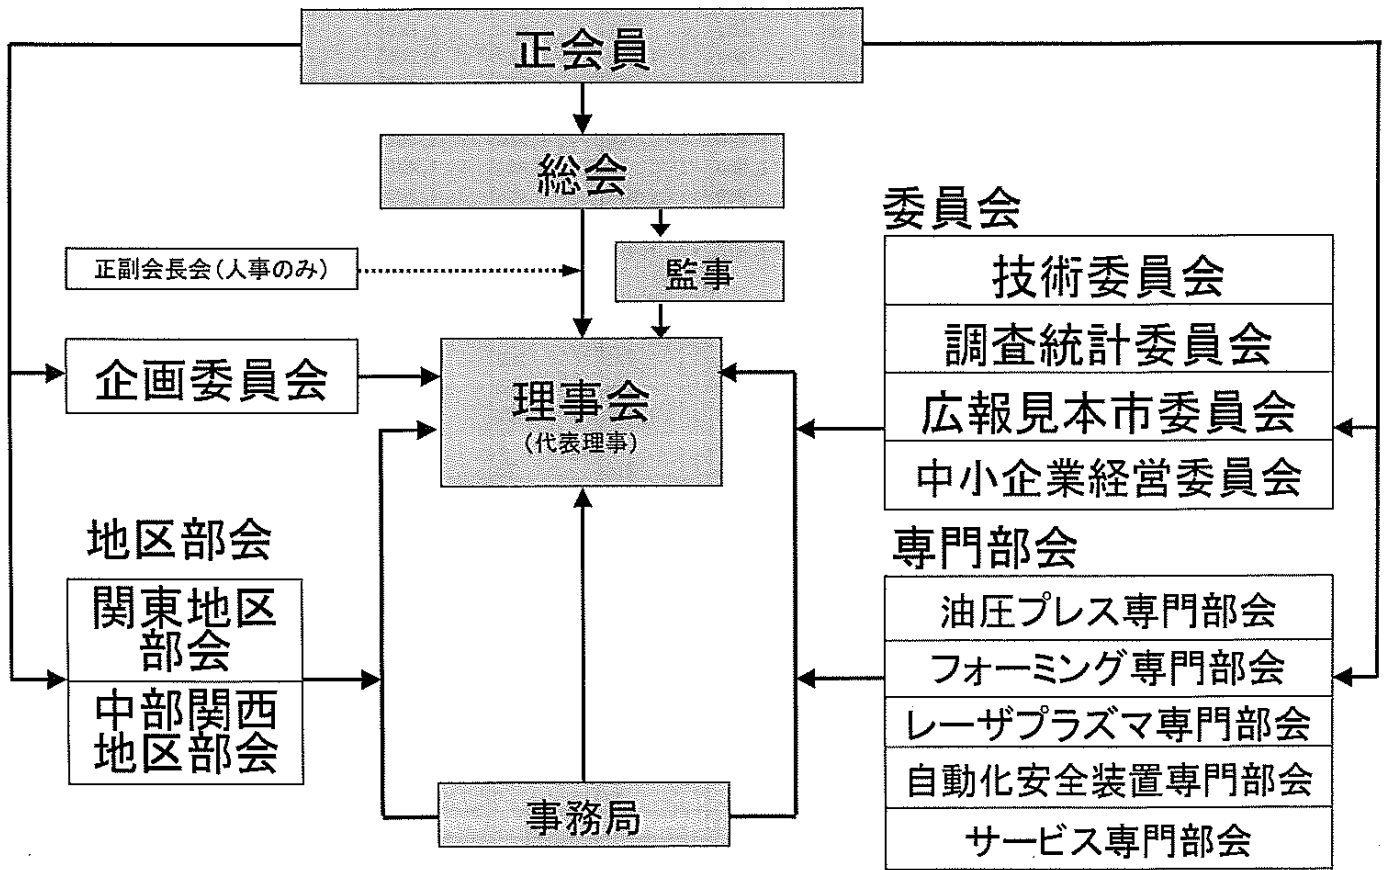 正会員
総会
正副会長会(人事のみ)
監事
企画委員会
理事会
(代表理事)
委員会
技術委員会
調査統計委員会
広報見本市委員会
中小企業経営委員会
地区部会
関東地区
部会
中部関西
地区部会
専門部会
油圧プレス専門部会
フォーミング専門部会
レーザプラズマ専門部会
自動化安全装置専門部会
サービス専門部会
事務局